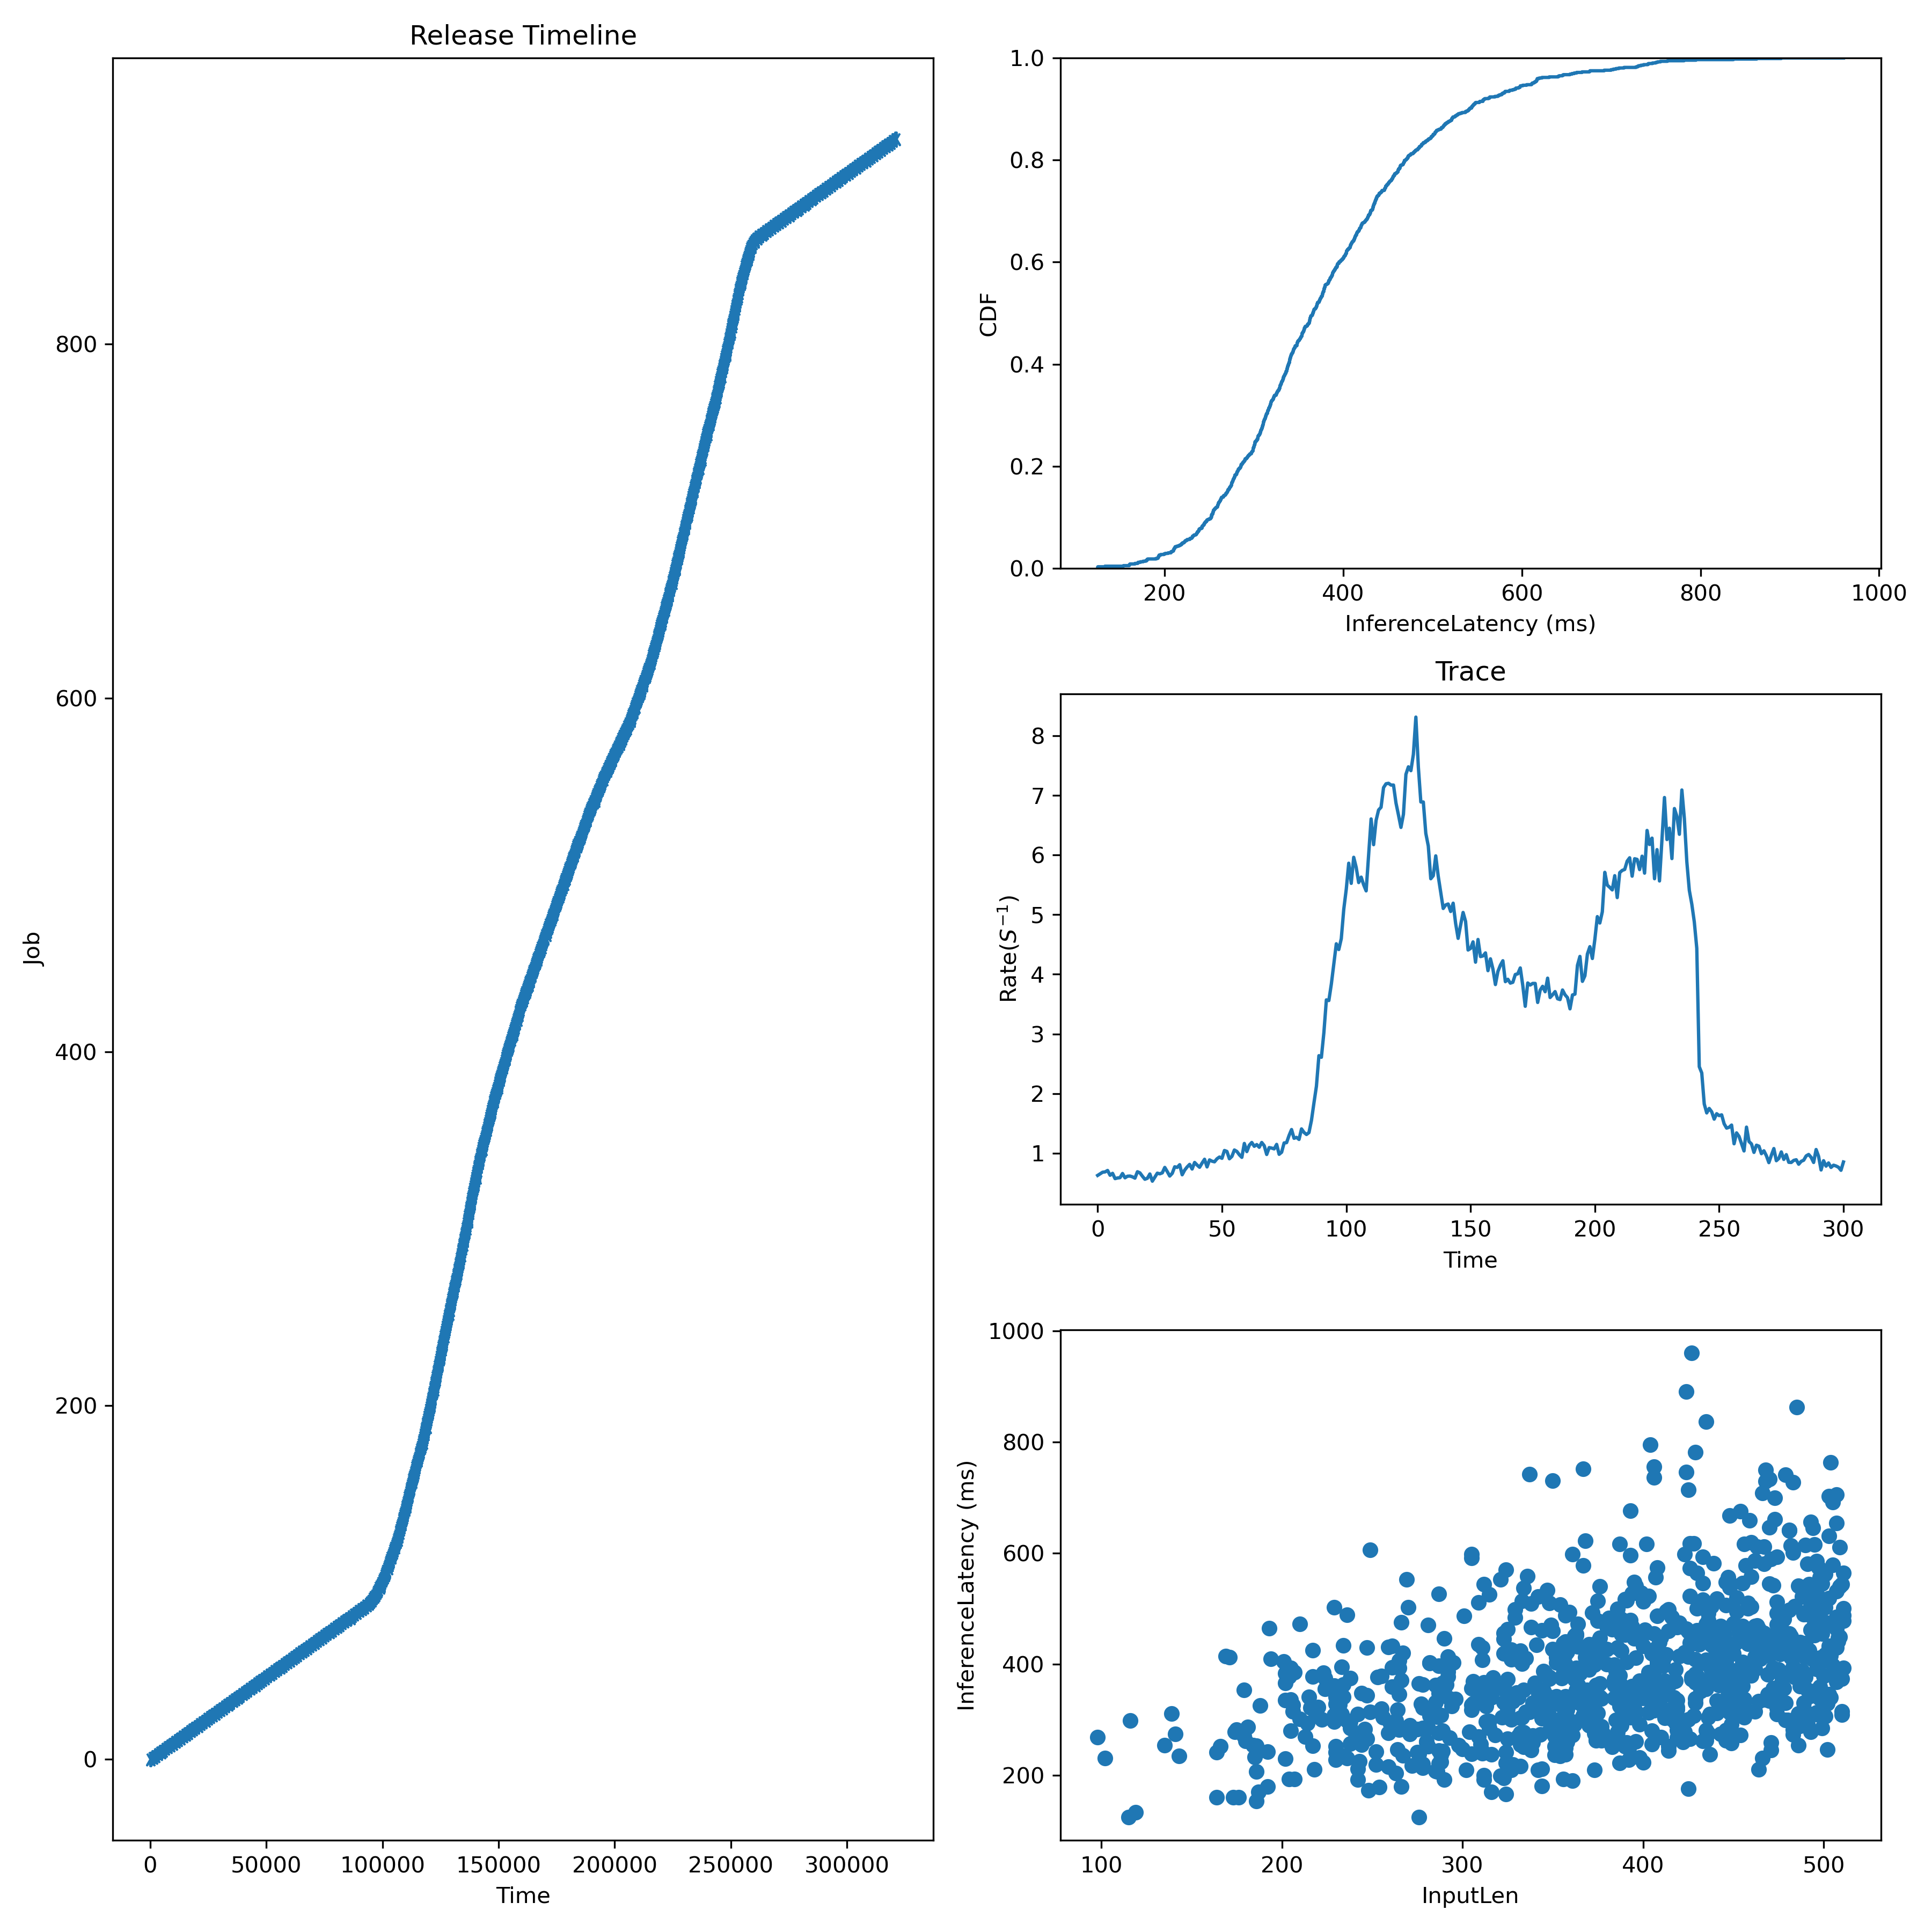 Release Timeline
Job
800
600
400
200
0
0 50000 100000 150000 200000 250000 300000
Time
CDF
1.0
0.8
0.6
0.4
0.2
0.0
200 400 600 800 1000
InferenceLatency (ms)
Trace
Rate(S⁻¹)
8
7
6
5
4
3
2
1
0 50 100 150 200 250 300
Time
InferenceLatency (ms)
1000
800
600
400
200
100 200 300 400 500
InputLen